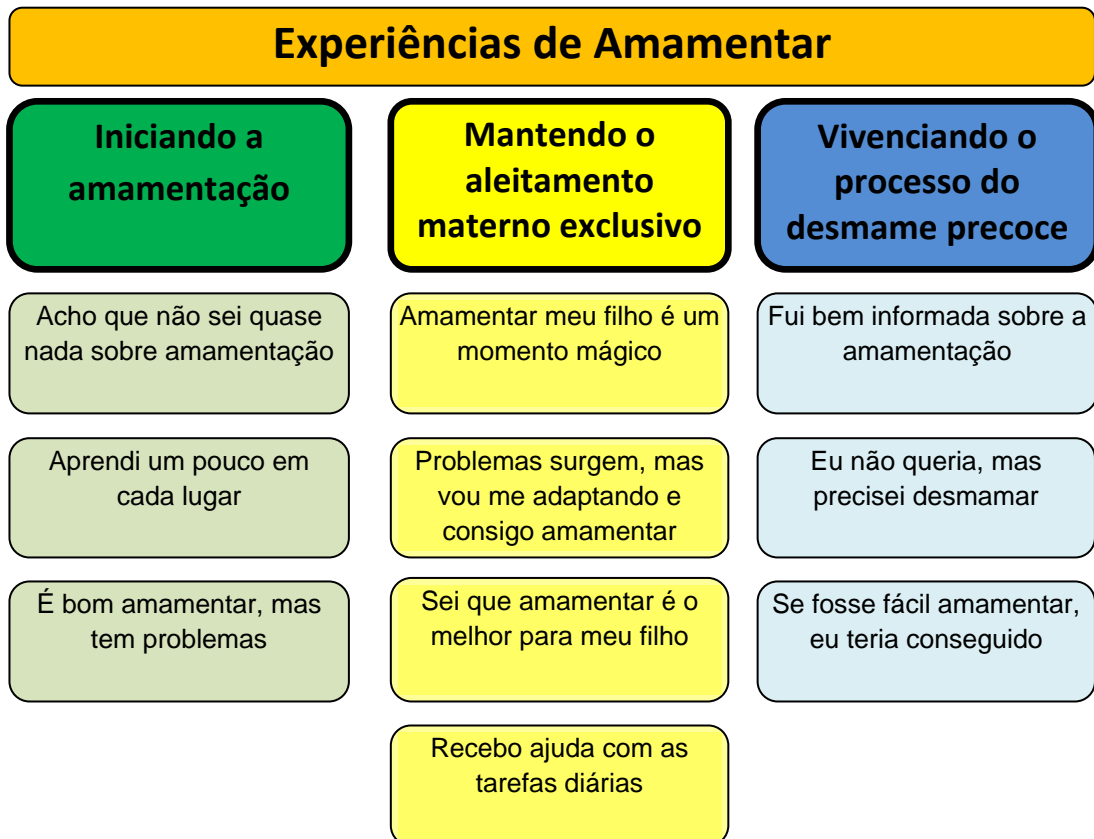 Experiências de Amamentar
Iniciando a
amamentação
Acho que não sei quase
nada sobre amamentação
Aprendi um pouco em
cada lugar
É bom amamentar, mas
tem problemas
Mantendo o
aleitamento
materno exclusivo
Amamentar meu filho é um
momento mágico
Problemas surgem, mas
vou me adaptando e
consigo amamentar
Sei que amamentar é o
melhor para meu filho
Recebo ajuda com as
tarefas diárias
Vivenciando o
processo do
desmame precoce
Fui bem informada sobre a
amamentação
Eu não queria, mas
precisei desmamar
Se fosse fácil amamentar,
eu teria conseguido